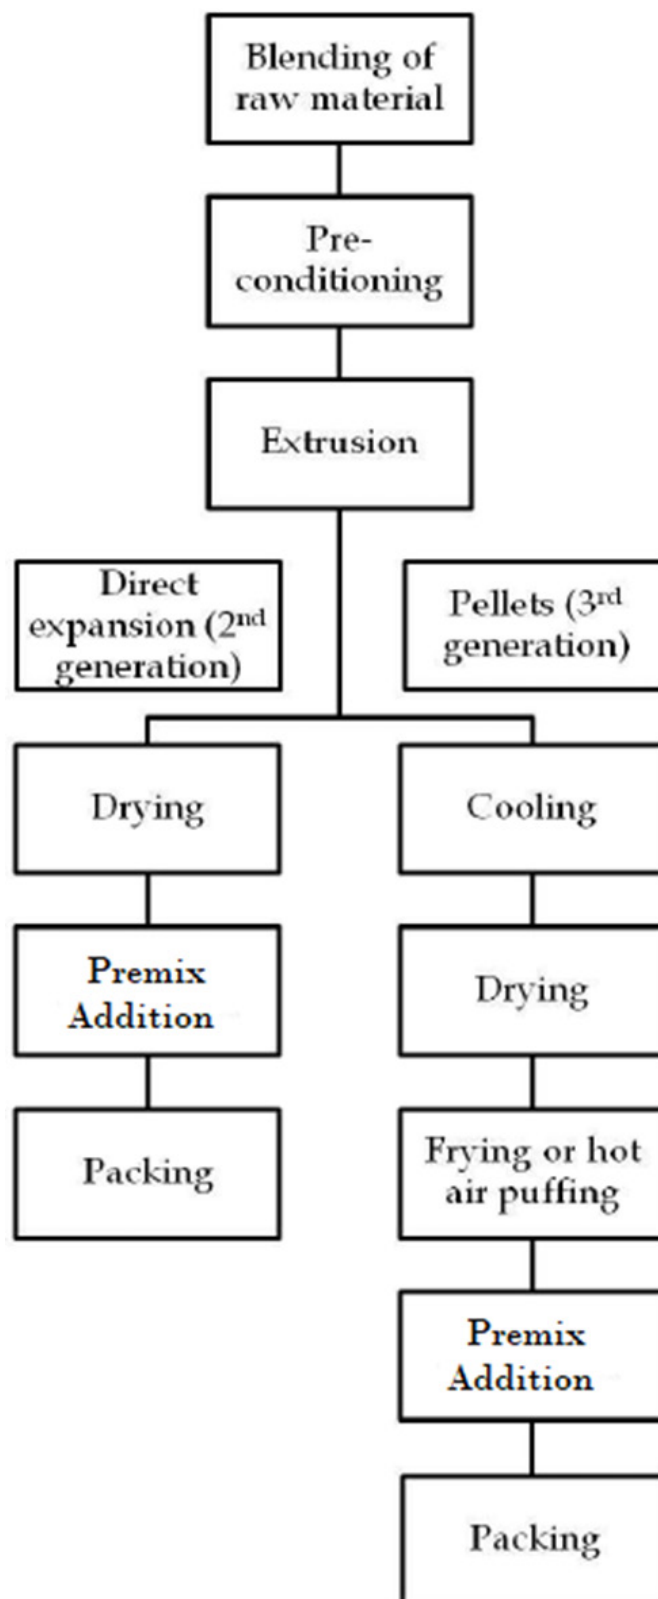 Blending of
raw material
Pre-
conditioning
Extrusion
Direct
expansion (2nd
generation)
Pellets (3rd
generation)
Drying
Premix
Addition
Packing
Cooling
Drying
Frying or hot
air puffing
Premix
Addition
Packing